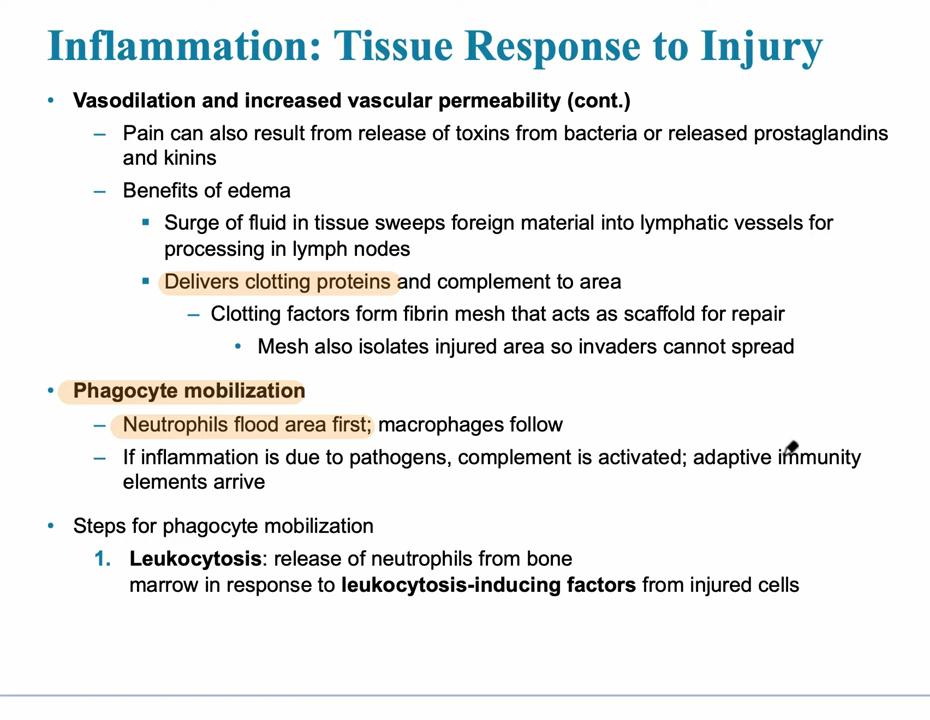 Inflammation: Tissue Response to Injury
• Vasodilation and increased vascular permeability (cont.)
– Pain can also result from release of toxins from bacteria or released prostaglandins
and kinins
– Benefits of edema
▪ Surge of fluid in tissue sweeps foreign material into lymphatic vessels for
processing in lymph nodes
▪ Delivers clotting proteins and complement to area
– Clotting factors form fibrin mesh that acts as scaffold for repair
• Mesh also isolates injured area so invaders cannot spread
• Phagocyte mobilization
– Neutrophils flood area first; macrophages follow
– If inflammation is due to pathogens, complement is activated; adaptive immunity
elements arrive
• Steps for phagocyte mobilization
1. Leukocytosis: release of neutrophils from bone
marrow in response to leukocytosis-inducing factors from injured cells